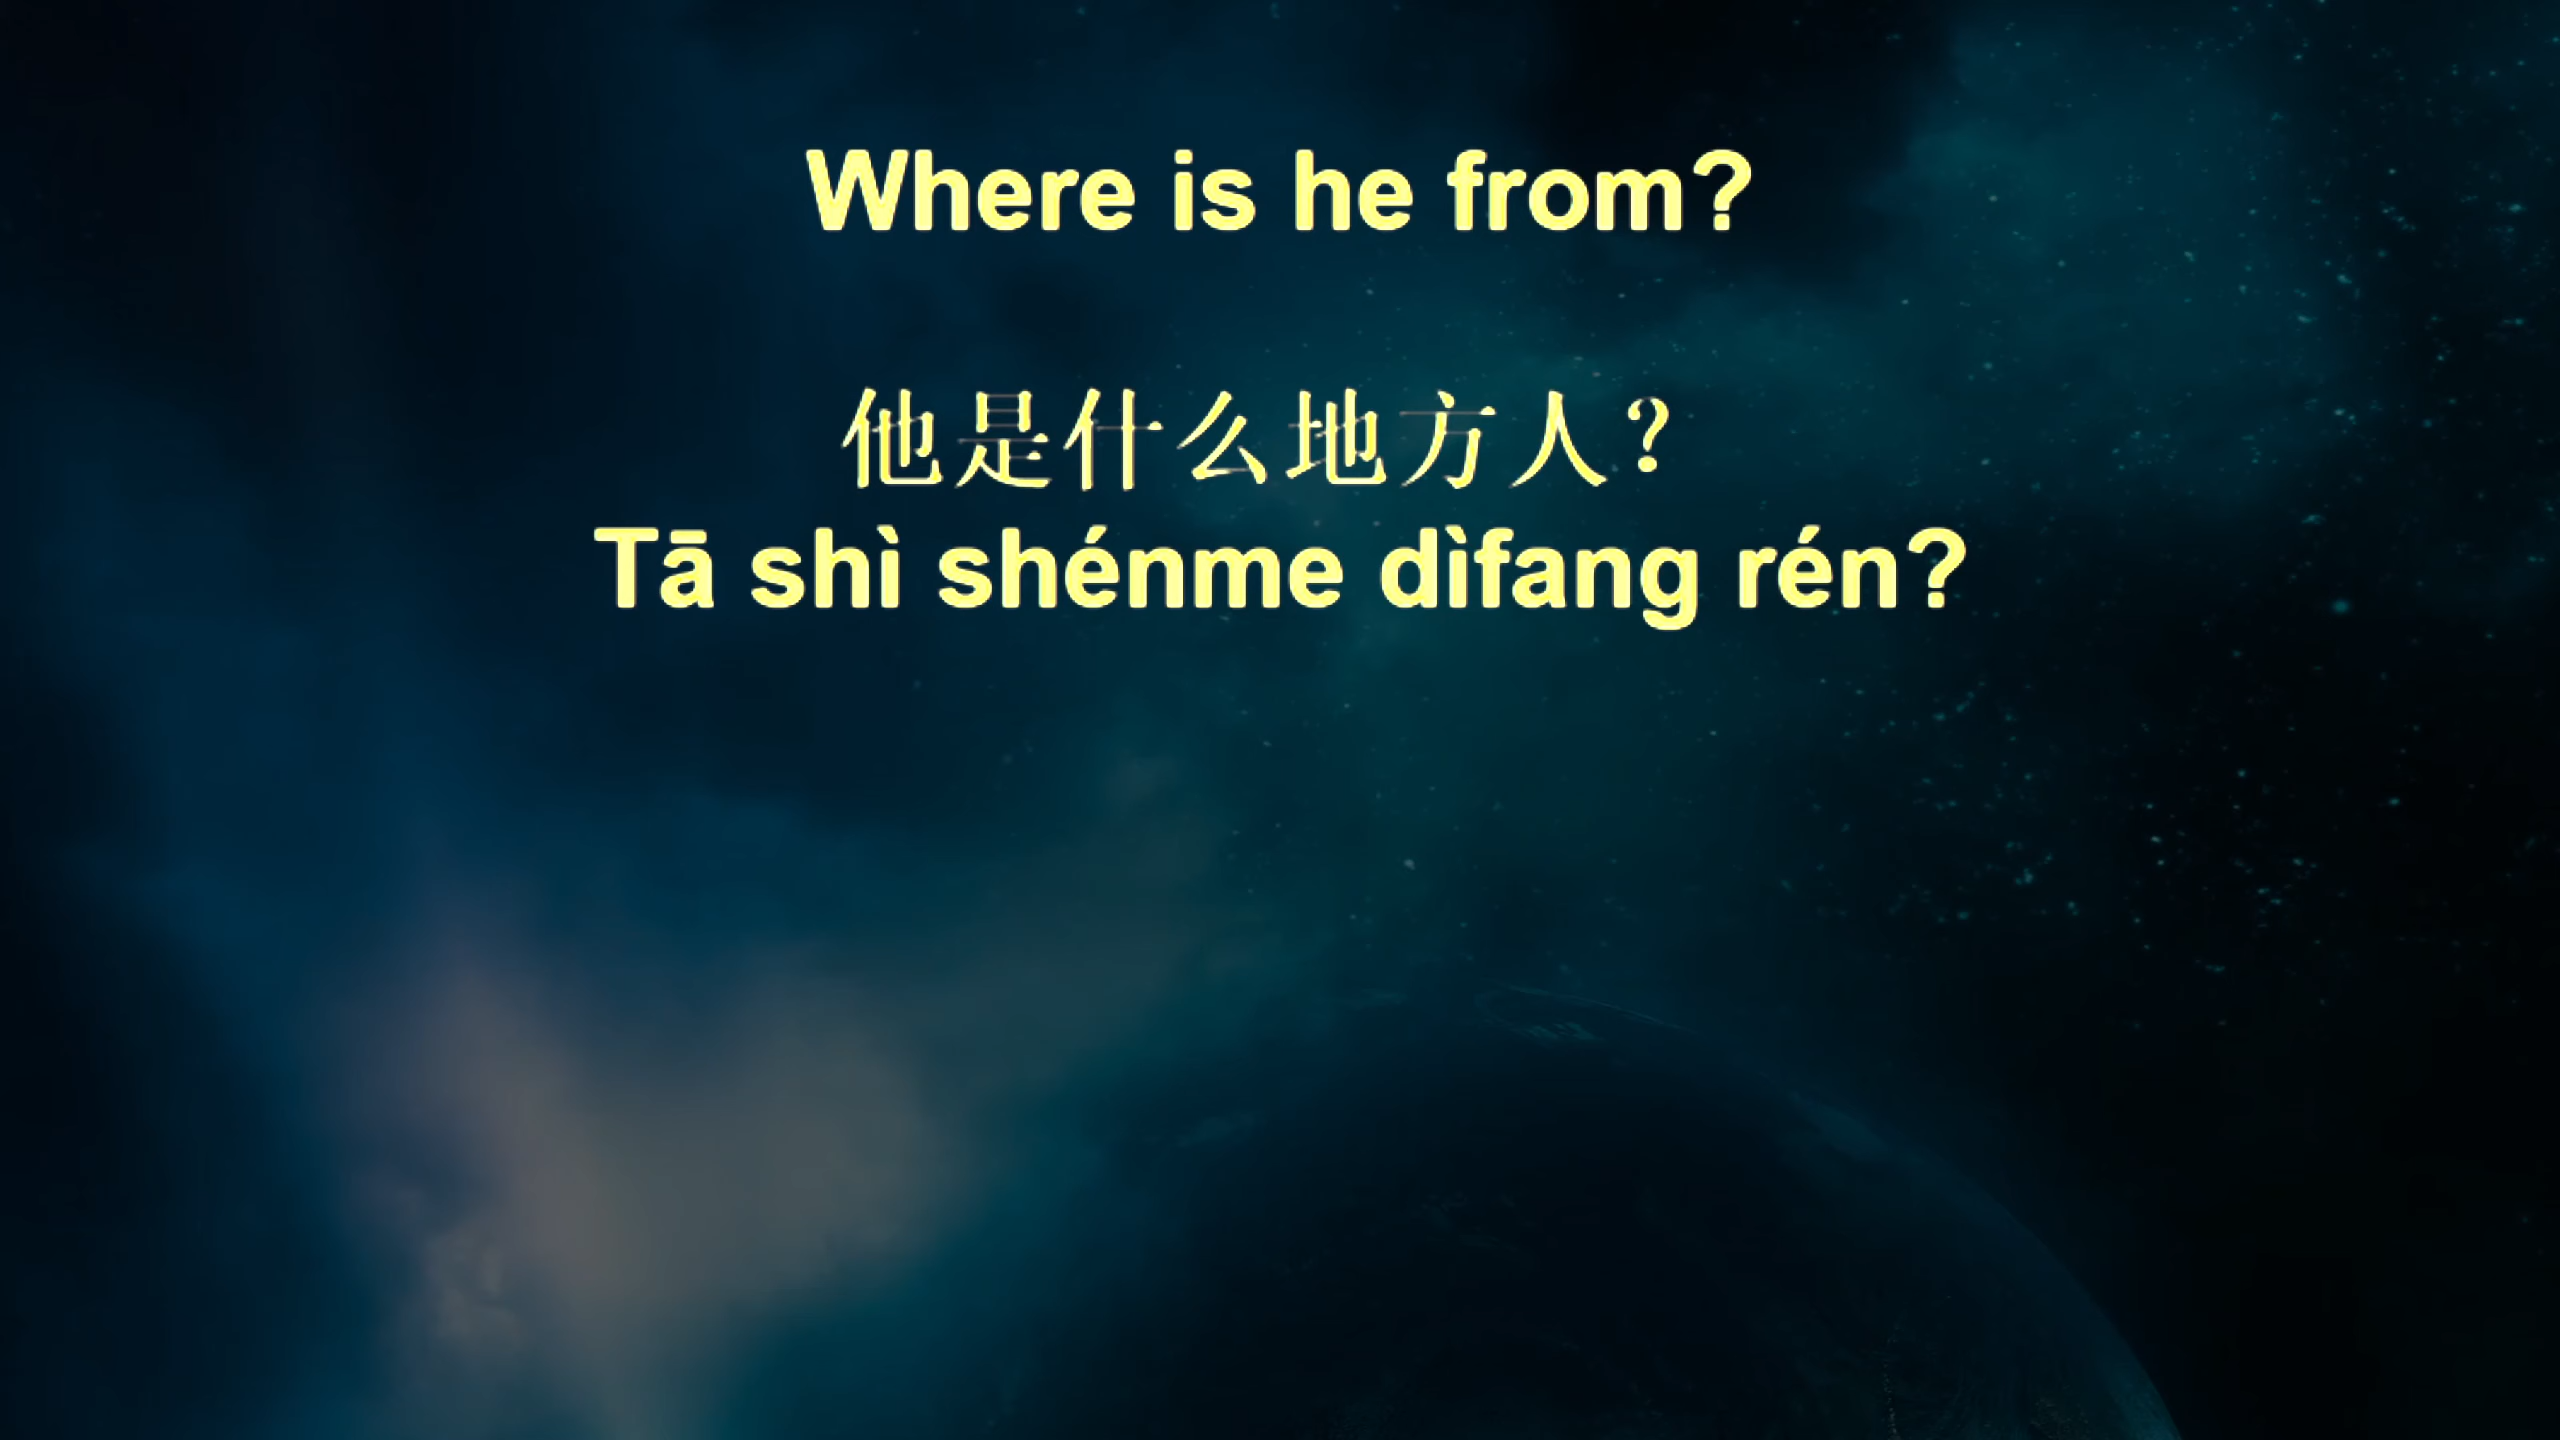 Where is he from?
他是什么地方人？
Tā shì shénme dìfang rén?